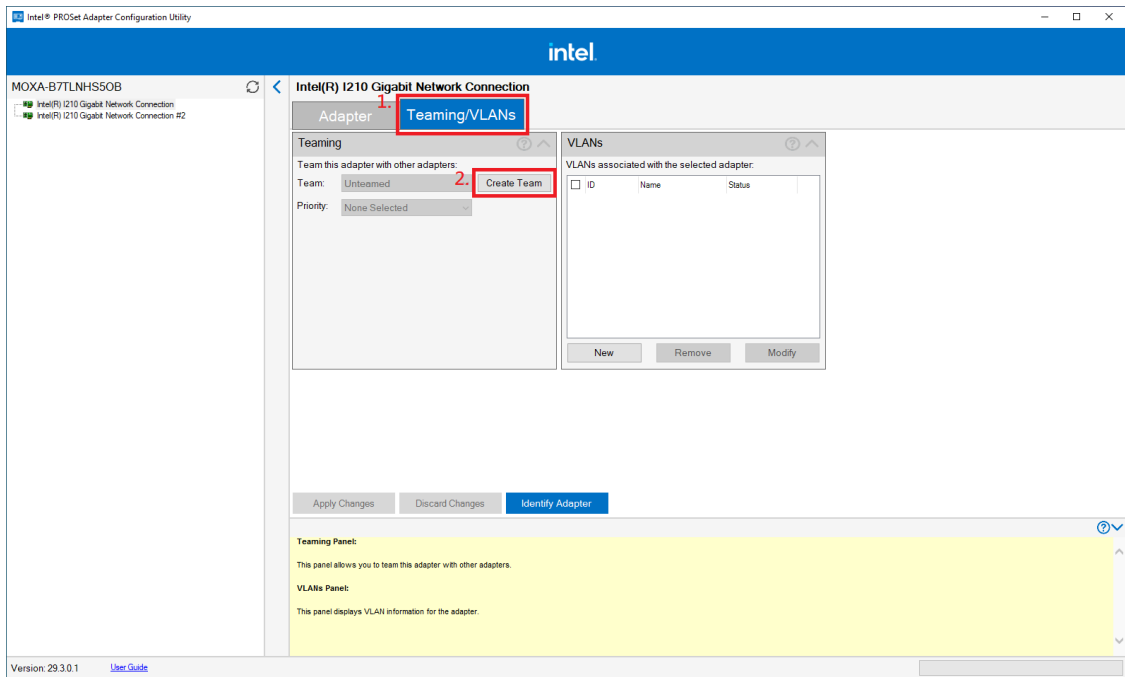 Intel® PROSet Adapter Configuration Utility
intel.
MOXA-B7TLNHS5OB
Intel(R) I210 Gigabit Network Connection
Intel(R) I210 Gigabit Network Connection #2
Intel(R) I210 Gigabit Network Connection
1.
Adapter
Teaming/VLANs
Teaming
Team this adapter with other adapters:
Team: Unteamed 2. Create Team
Priority: None Selected
VLANs
VLANs associated with the selected adapter:
ID Name Status
New Remove Modify
Apply Changes Discard Changes Identify Adapter
Teaming Panel:
This panel allows you to team this adapter with other adapters.
VLANs Panel:
This panel displays VLAN information for the adapter.
Version: 29.3.0.1 User Guide